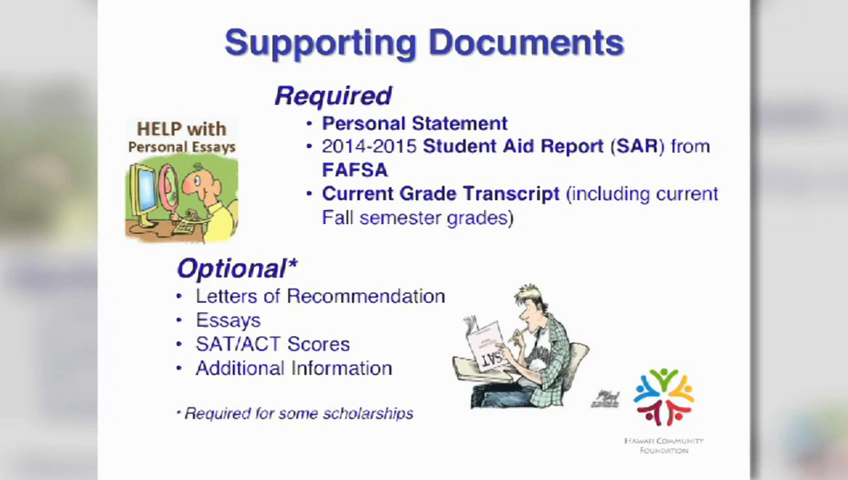 Supporting Documents
Required
• Personal Statement
• 2014-2015 Student Aid Report (SAR) from
FAFSA
• Current Grade Transcript (including current
Fall semester grades)
HELP with
Personal Essays
Optional*
• Letters of Recommendation
• Essays
• SAT/ACT Scores
• Additional Information
SAT
* Required for some scholarships
HAWAI‘I COMMUNITY
FOUNDATION